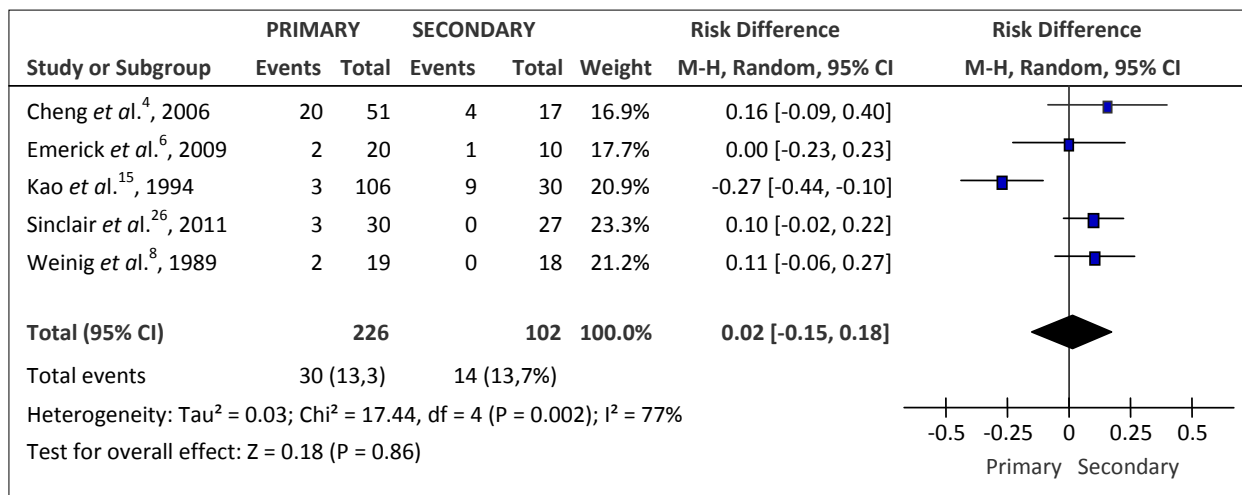 PRIMARY SECONDARY Risk Difference Risk Difference
Study or Subgroup Events Total Events Total Weight M-H, Random, 95% CI M-H, Random, 95% CI
Cheng et al.4, 2006 20 51 4 17 16.9% 0.16 [-0.09, 0.40]
Emerick et al.6, 2009 2 20 1 10 17.7% 0.00 [-0.23, 0.23]
Kao et al.15, 1994 3 106 9 30 20.9% -0.27 [-0.44, -0.10]
Sinclair et al.26, 2011 3 30 0 27 23.3% 0.10 [-0.02, 0.22]
Weinig et al.8, 1989 2 19 0 18 21.2% 0.11 [-0.06, 0.27]
Total (95% CI) 226 102 100.0% 0.02 [-0.15, 0.18]
Total events 30 (13,3) 14 (13,7%)
Heterogeneity: Tau² = 0.03; Chi² = 17.44, df = 4 (P = 0.002); I² = 77%
Test for overall effect: Z = 0.18 (P = 0.86)
-0.5 -0.25 0 0.25 0.5
Primary Secondary